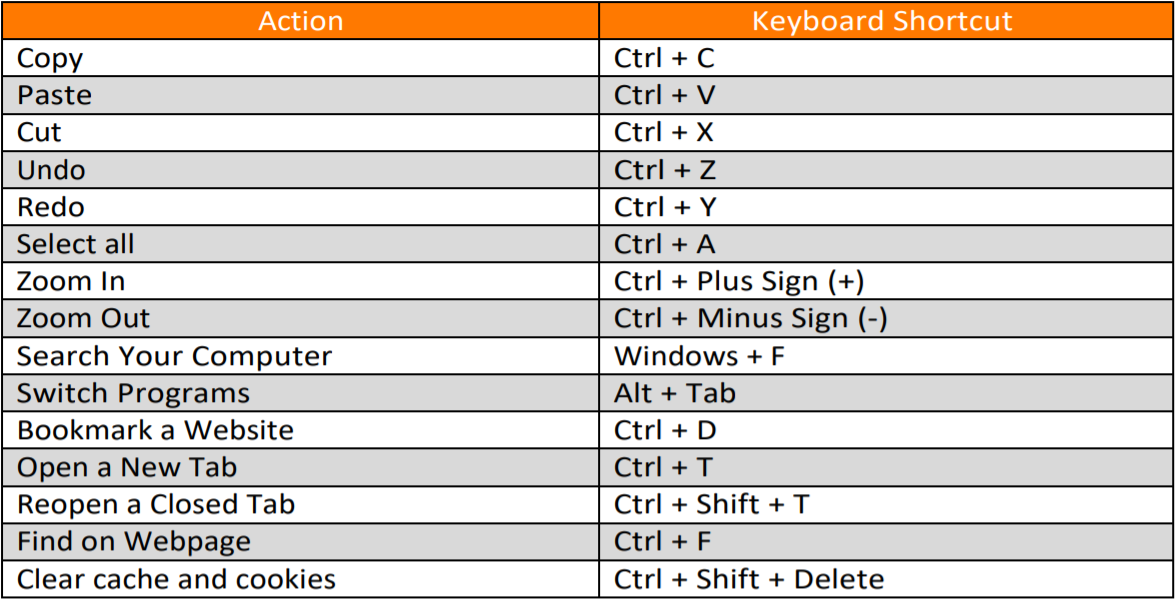 Action Keyboard Shortcut
Copy Ctrl + C
Paste Ctrl + V
Cut Ctrl + X
Undo Ctrl + Z
Redo Ctrl + Y
Select all Ctrl + A
Zoom In Ctrl + Plus Sign (+)
Zoom Out Ctrl + Minus Sign (-)
Search Your Computer Windows + F
Switch Programs Alt + Tab
Bookmark a Website Ctrl + D
Open a New Tab Ctrl + T
Reopen a Closed Tab Ctrl + Shift + T
Find on Webpage Ctrl + F
Clear cache and cookies Ctrl + Shift + Delete